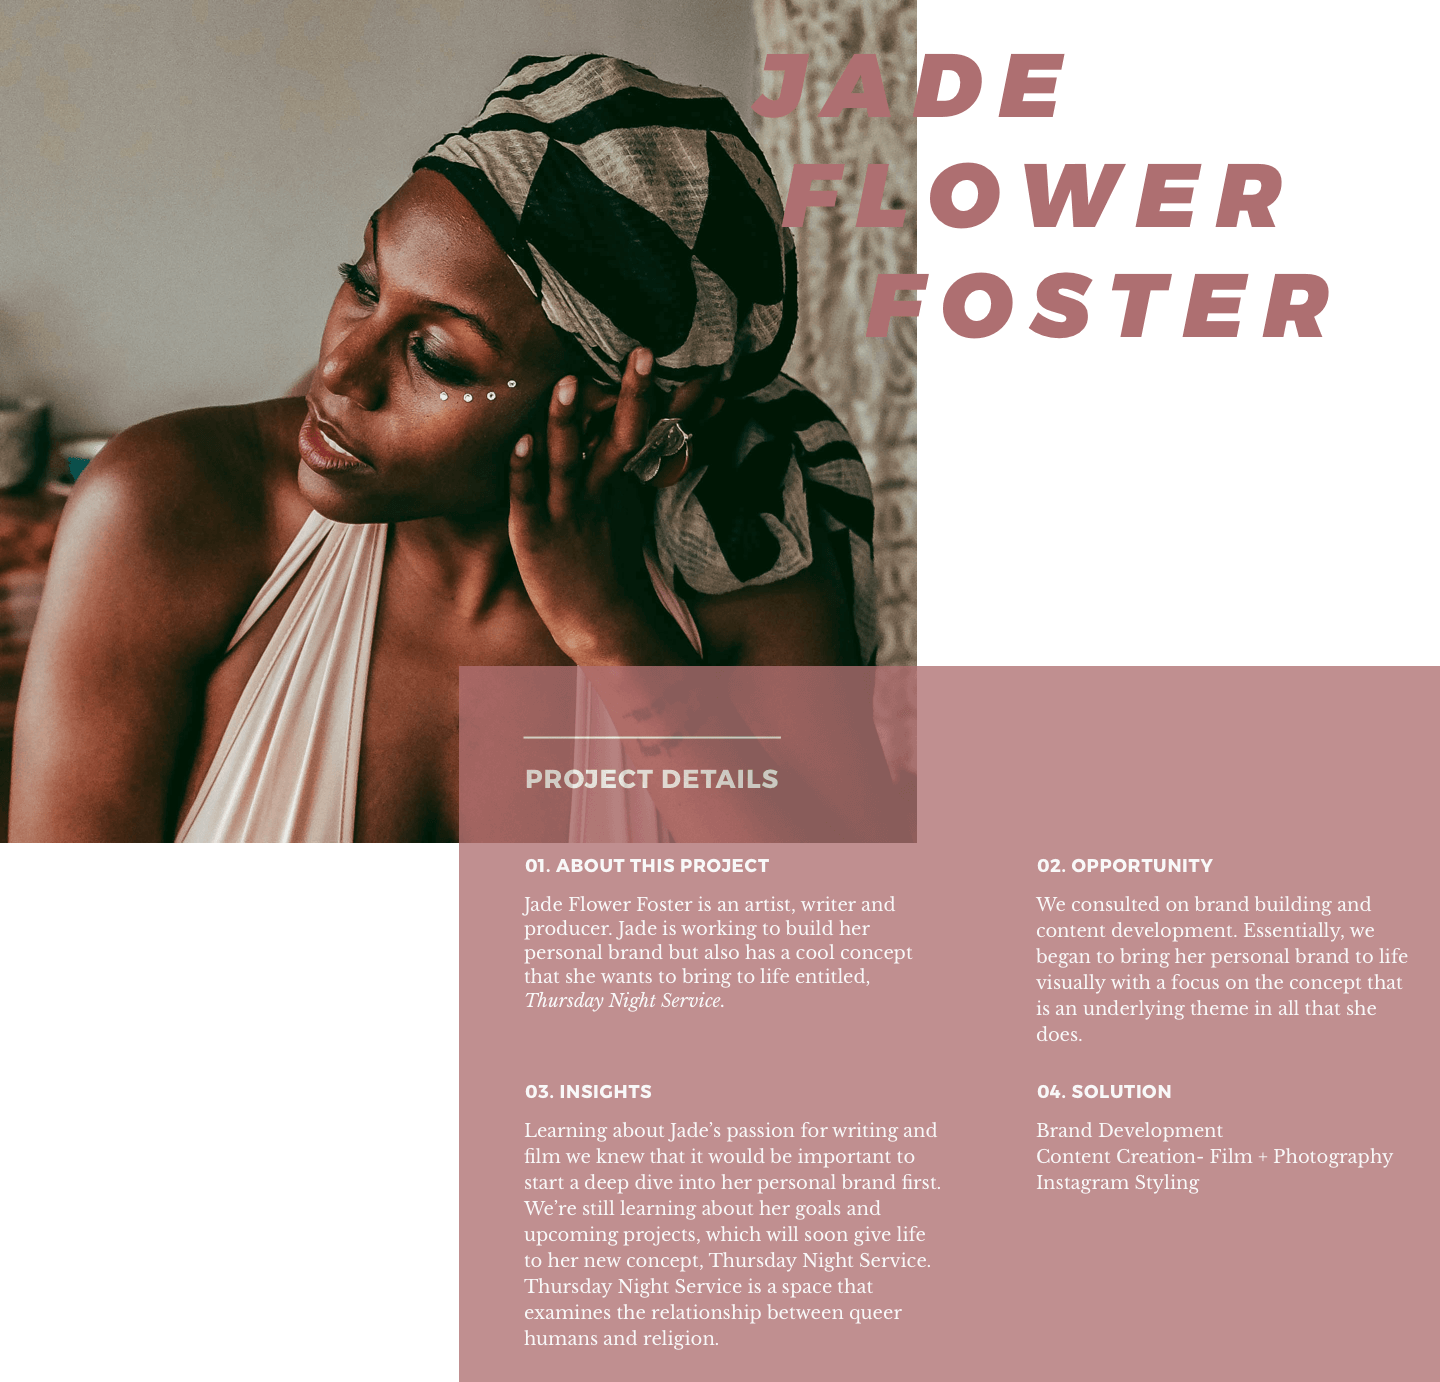 JADE
FLOWER
FOSTER
PROJECT DETAILS
01. ABOUT THIS PROJECT
Jade Flower Foster is an artist, writer and
producer. Jade is working to build her
personal brand but also has a cool concept
that she wants to bring to life entitled,
Thursday Night Service.
02. OPPORTUNITY
We consulted on brand building and
content development. Essentially, we
began to bring her personal brand to life
visually with a focus on the concept that
is an underlying theme in all that she
does.
03. INSIGHTS
Learning about Jade’s passion for writing and
film we knew that it would be important to
start a deep dive into her personal brand first.
We’re still learning about her goals and
upcoming projects, which will soon give life
to her new concept, Thursday Night Service.
Thursday Night Service is a space that
examines the relationship between queer
humans and religion.
04. SOLUTION
Brand Development
Content Creation- Film + Photography
Instagram Styling